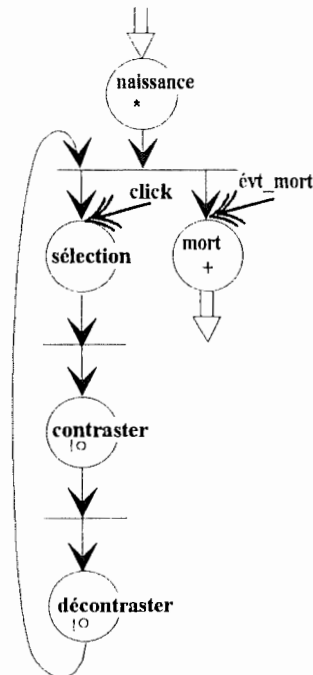 naissance
*
click
évt_mort
sélection
mort
+
contraster
!○
décontraster
!○